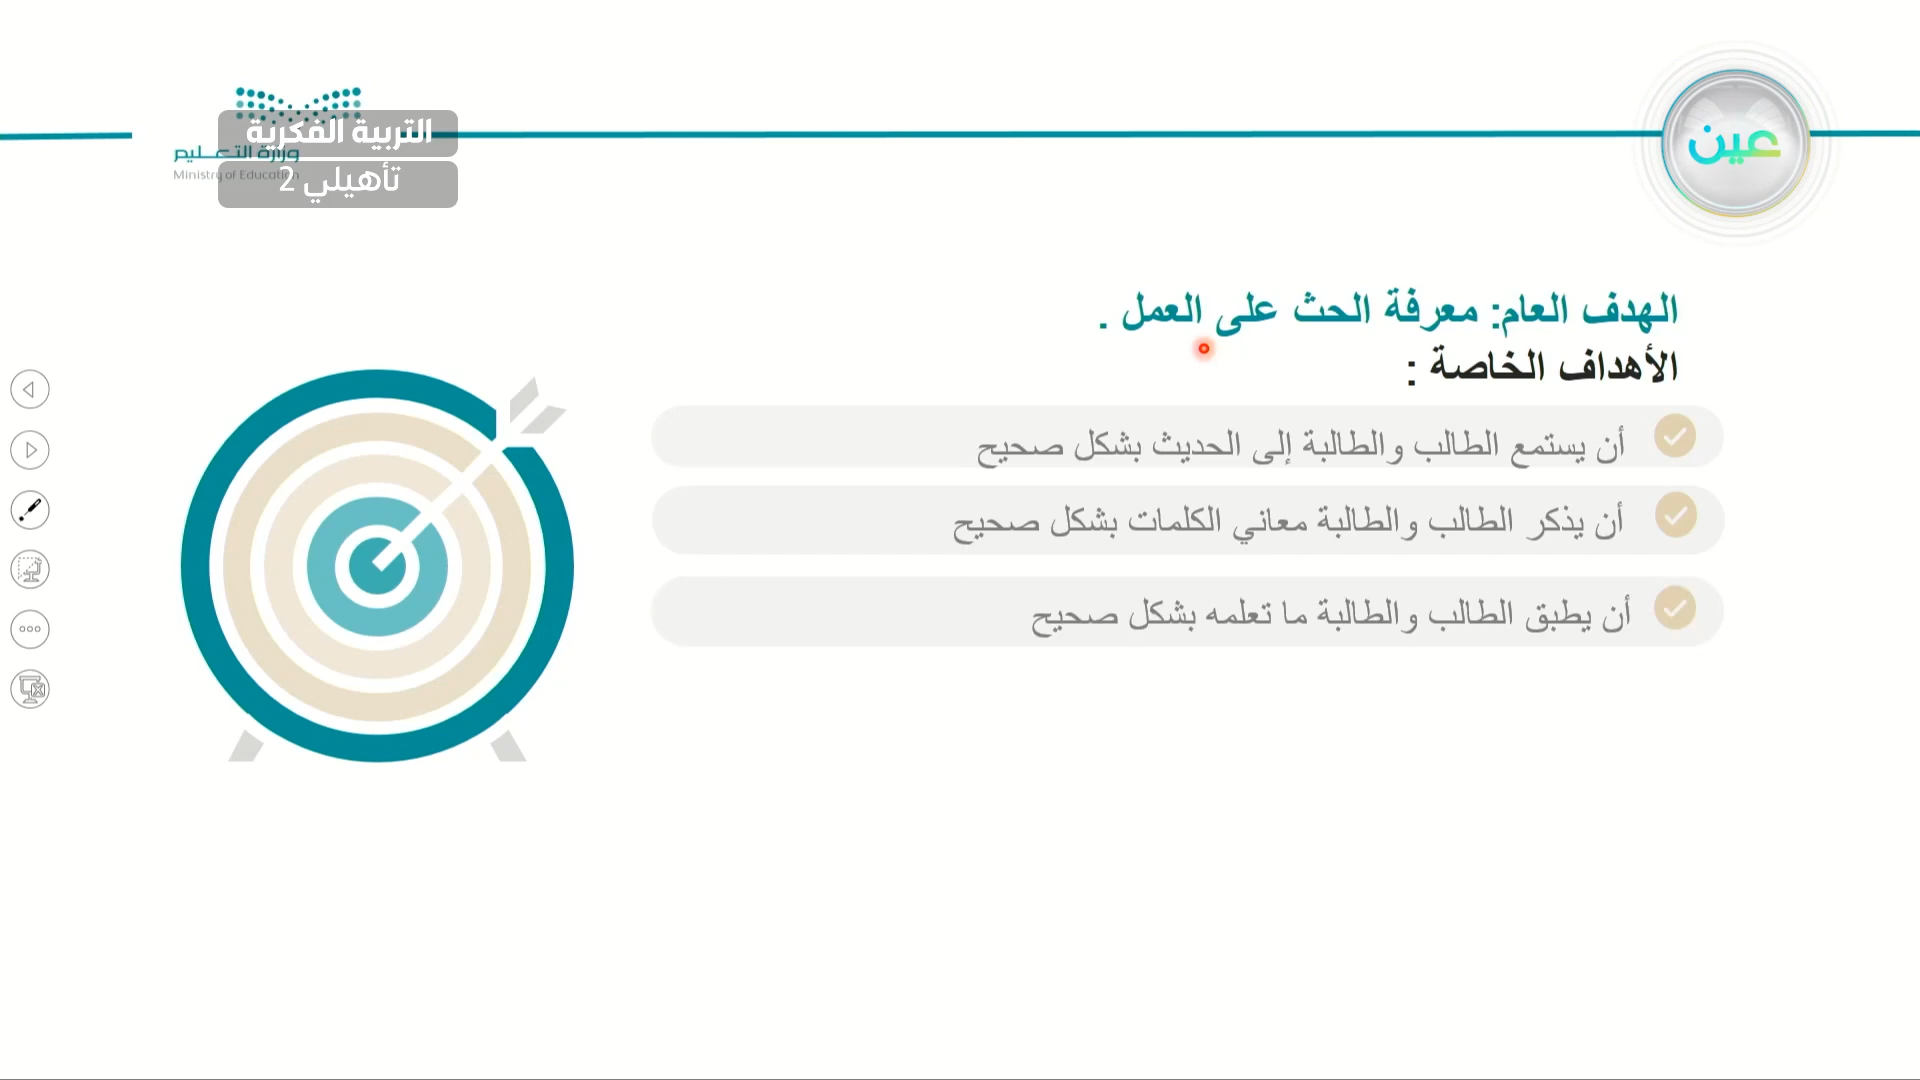 التربية الفكرية
وزارة التعليم
Ministry of Education
تأهيلي 2
عين
الهدف العام: معرفة الحث على العمل .
الأهداف الخاصة :
أن يستمع الطالب والطالبة إلى الحديث بشكل صحيح
أن يذكر الطالب والطالبة معاني الكلمات بشكل صحيح
أن يطبق الطالب والطالبة ما تعلمه بشكل صحيح